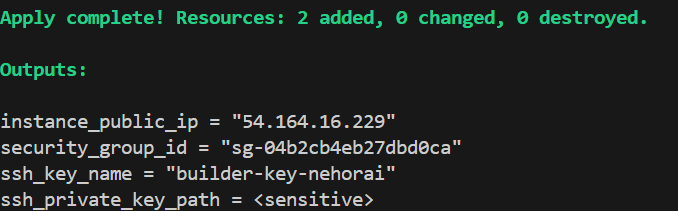 Apply complete! Resources: 2 added, 0 changed, 0 destroyed.
Outputs:
instance_public_ip = "54.164.16.229"
security_group_id = "sg-04b2cb4eb27dbd0ca"
ssh_key_name = "builder-key-nehorai"
ssh_private_key_path = <sensitive>